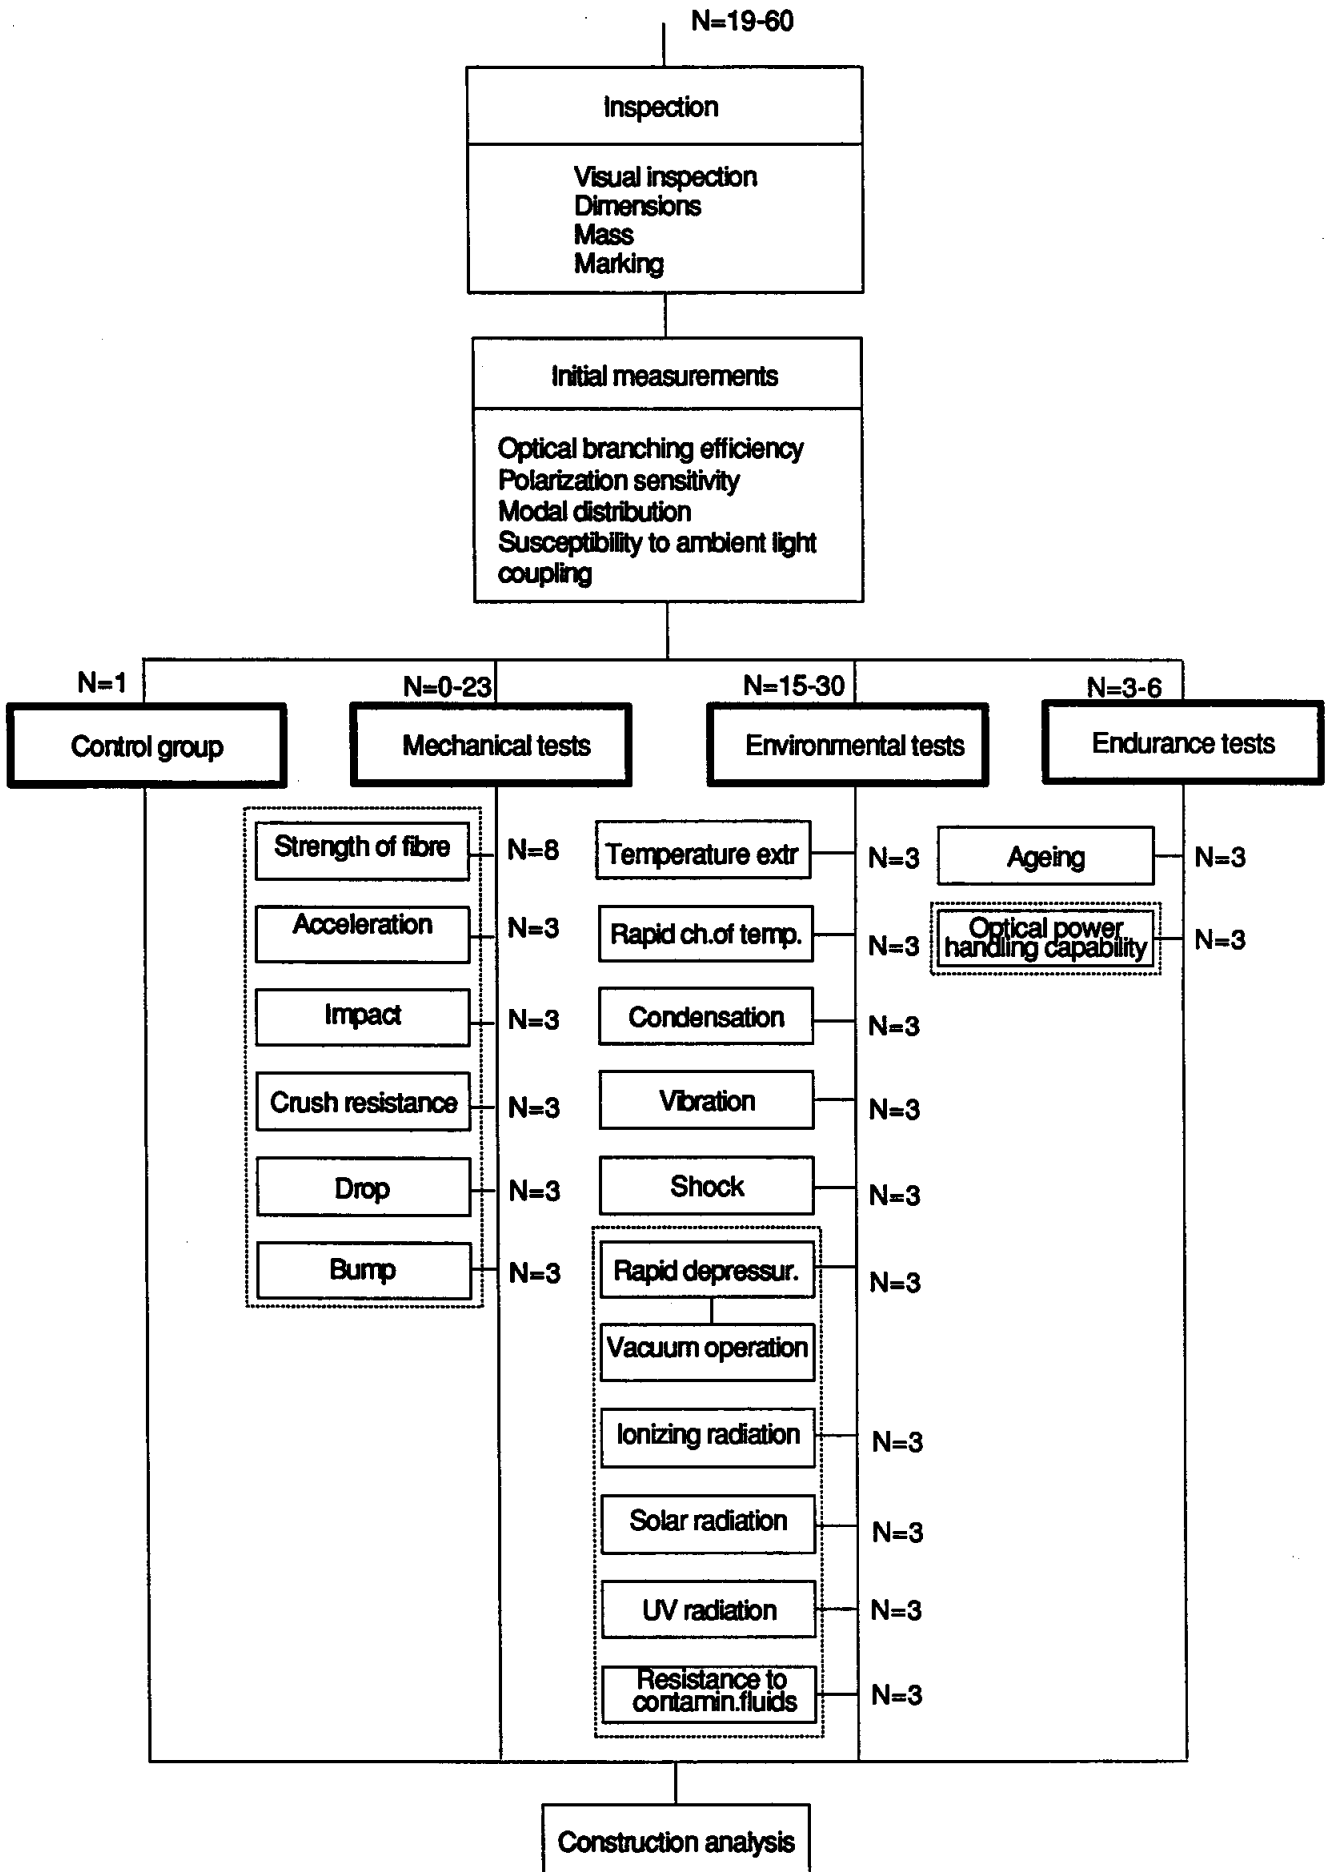 N=19-60
Inspection
Visual inspection
Dimensions
Mass
Marking
Initial measurements
Optical branching efficiency
Polarization sensitivity
Modal distribution
Susceptibility to ambient light
coupling
N=1
N=0-23
N=15-30
N=3-6
Control group
Mechanical tests
Environmental tests
Endurance tests
Strength of fibre
N=8
Acceleration
N=3
Impact
N=3
Crush resistance
N=3
Drop
N=3
Bump
N=3
Temperature extr
N=3
Rapid ch.of temp.
N=3
Condensation
N=3
Vibration
N=3
Shock
N=3
Rapid depressur.
N=3
Vacuum operation
Ionizing radiation
N=3
Solar radiation
N=3
UV radiation
N=3
Resistance to
contamin.fluids
N=3
Ageing
N=3
Optical power
handling capability
N=3
Construction analysis